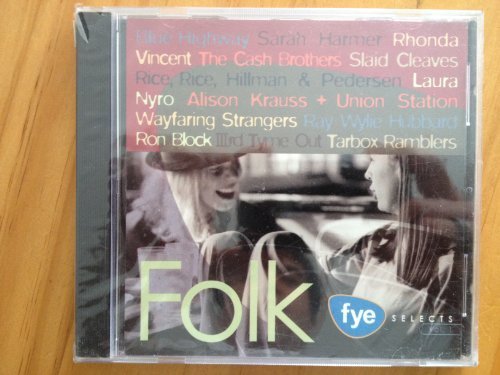 Blue Highway Sarah Harmer Rhonda
Vincent The Cash Brothers Slaid Cleaves
Rice, Rice, Hillman & Pedersen Laura
Nyro Alison Krauss + Union Station
Wayfaring Strangers Ray Wylie Hubbard
Ron Block IIIrd Tyme Out Tarbox Ramblers
Folk
fye
SELECTS